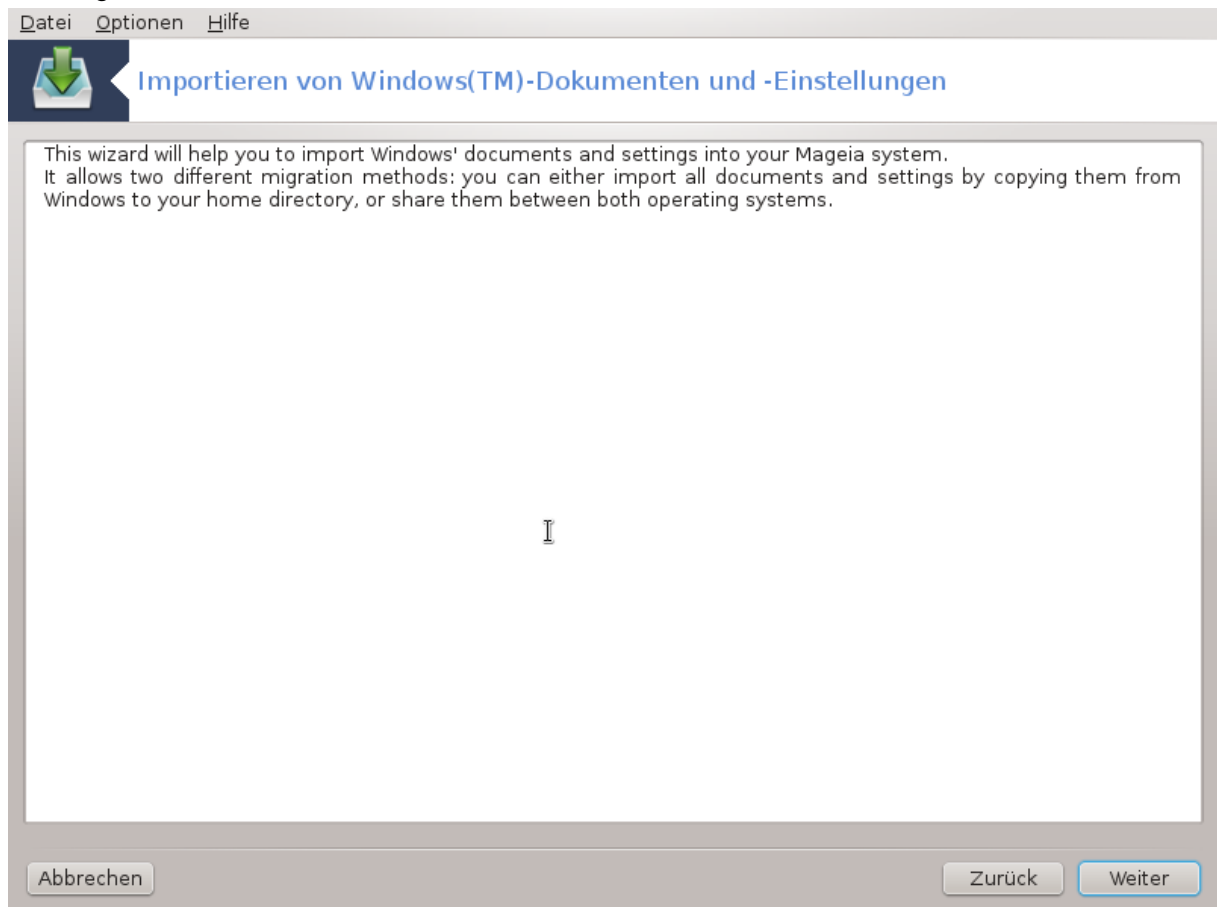 Datei Optionen Hilfe
Importieren von Windows(TM)-Dokumenten und -Einstellungen
This wizard will help you to import Windows' documents and settings into your Mageia system.
It allows two different migration methods: you can either import all documents and settings by copying them from
Windows to your home directory, or share them between both operating systems.
Abbrechen Zurück Weiter